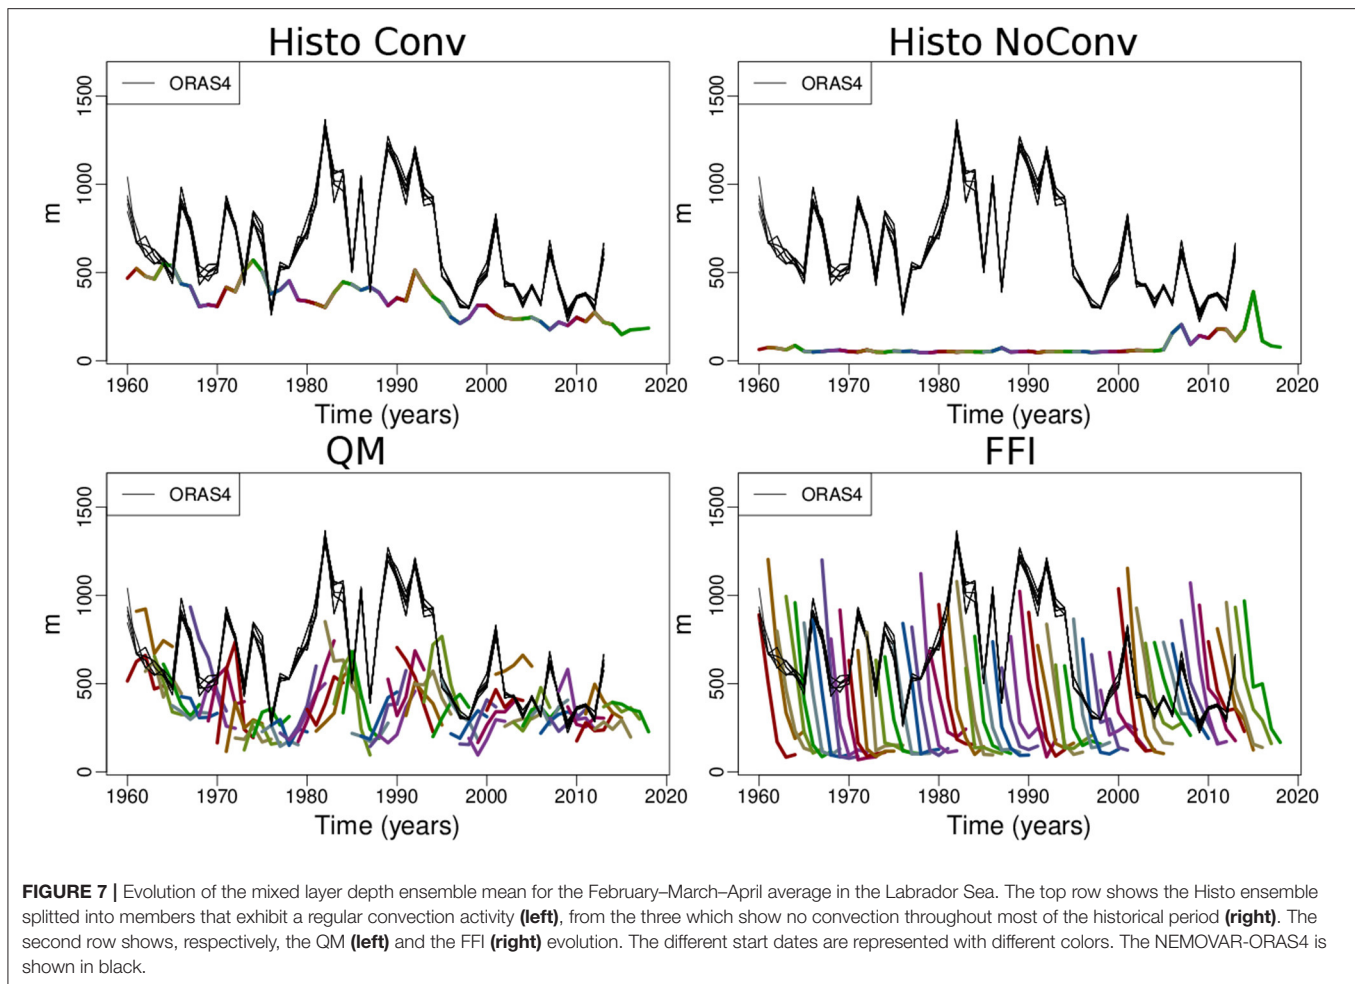 Histo Conv
ORAS4
1500
1000
500
0
m
1960 1970 1980 1990 2000 2010 2020
Time (years)
Histo NoConv
ORAS4
1500
1000
500
0
m
1960 1970 1980 1990 2000 2010 2020
Time (years)
QM
ORAS4
1500
1000
500
0
m
1960 1970 1980 1990 2000 2010 2020
Time (years)
FFI
ORAS4
1500
1000
500
0
m
1960 1970 1980 1990 2000 2010 2020
Time (years)
FIGURE 7 | Evolution of the mixed layer depth ensemble mean for the February–March–April average in the Labrador Sea. The top row shows the Histo ensemble
splitted into members that exhibit a regular convection activity (left), from the three which show no convection throughout most of the historical period (right). The
second row shows, respectively, the QM (left) and the FFI (right) evolution. The different start dates are represented with different colors. The NEMOVAR-ORAS4 is
shown in black.